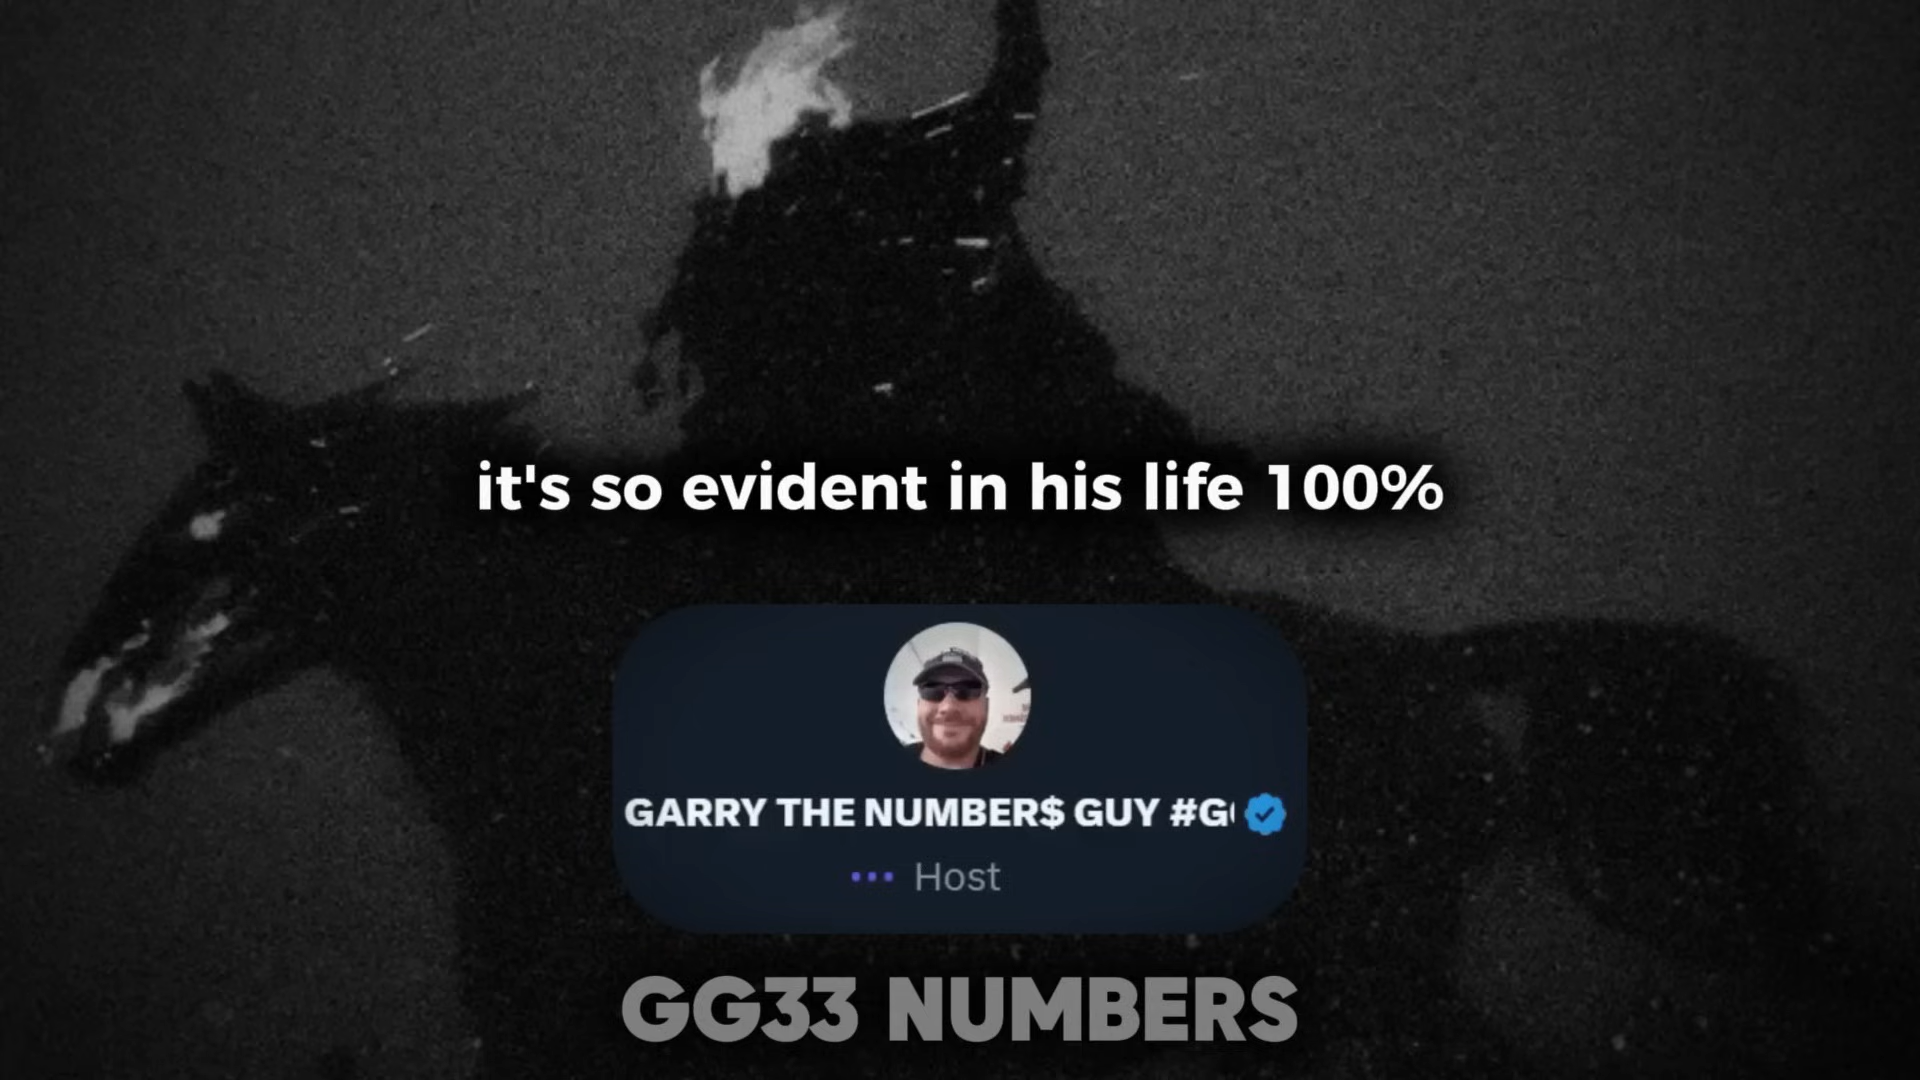 it's so evident in his life 100%
GARRY THE NUMBER$ GUY #G
Host
GG33 NUMBERS